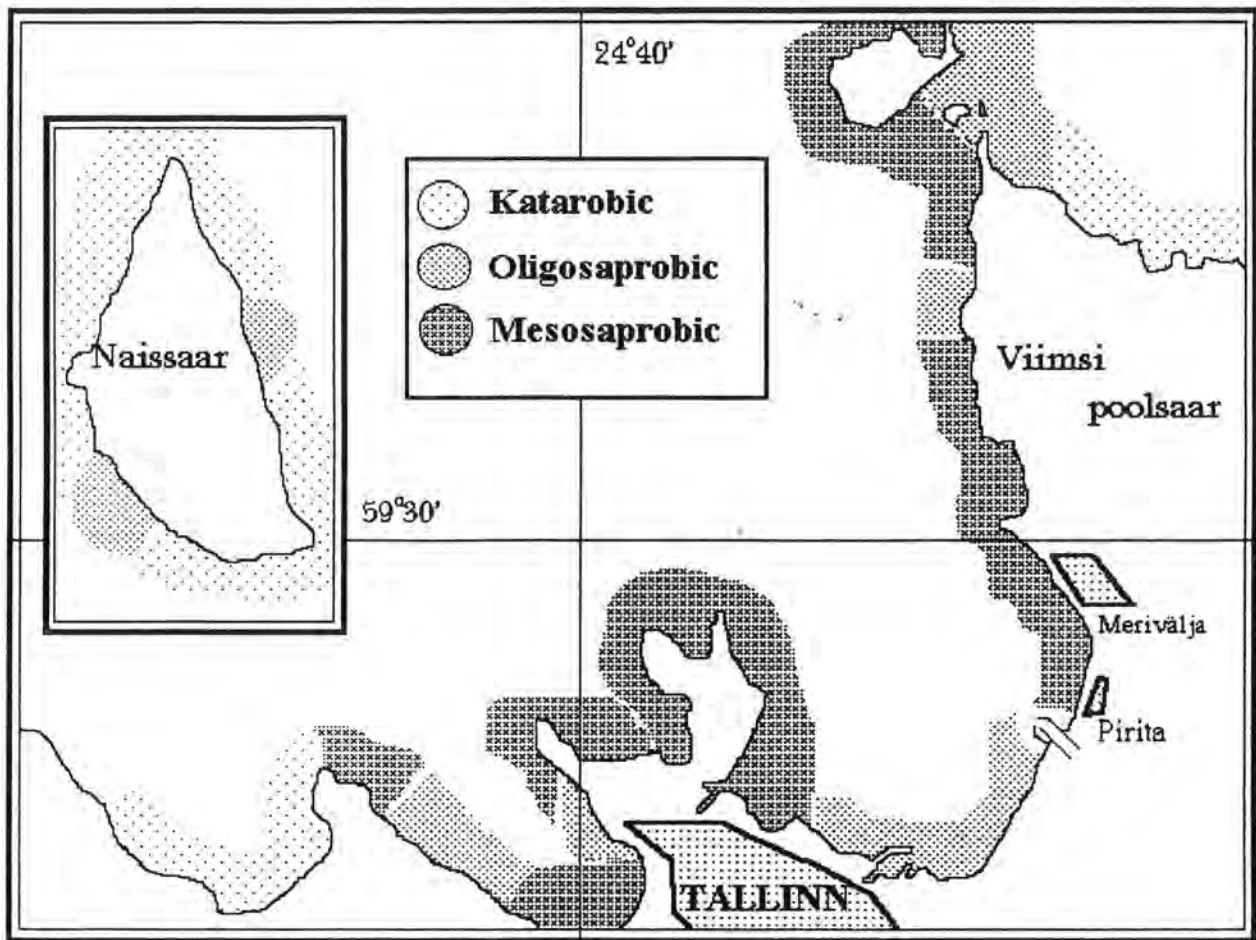 24°40'
Katarobic
Oligosaprobic
Mesosaprobic
Naissaar
Viimsi
poolsaar
59°30'
Merivälja
Pirita
TALLINN